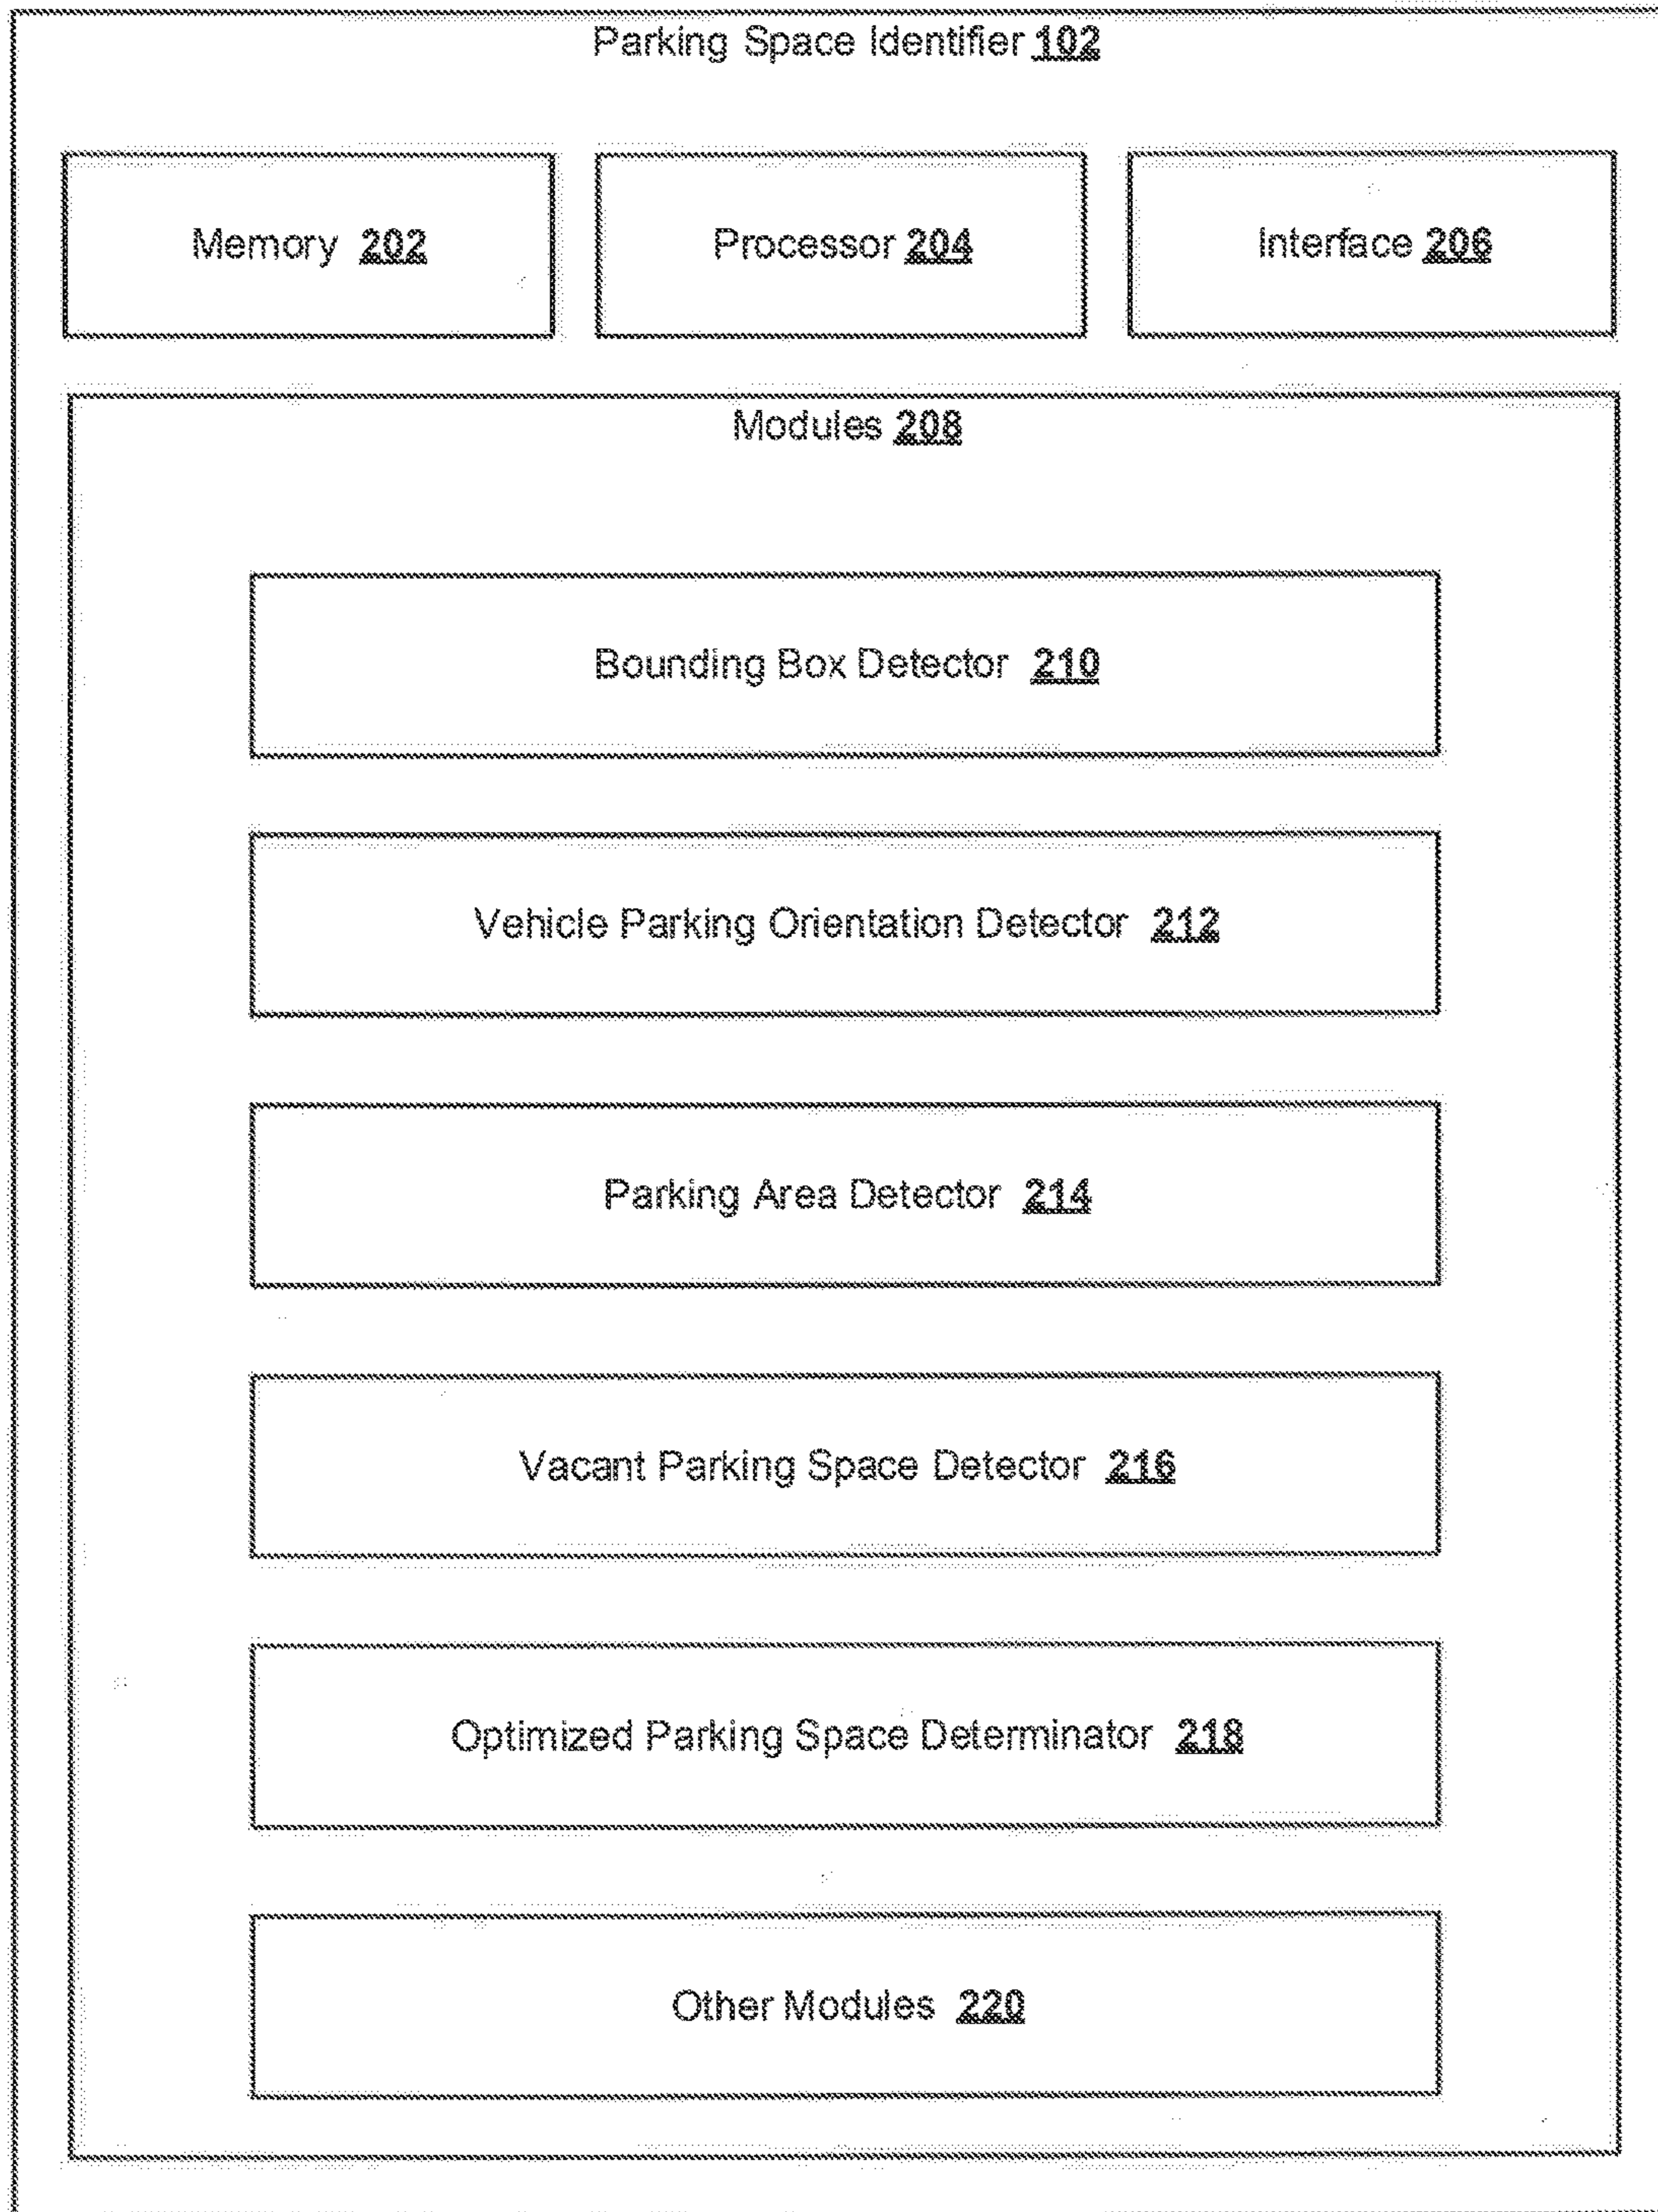 Parking Space Identifier 102
Memory 202
Processor 204
Interface 206
Modules 208
Bounding Box Detector 210
Vehicle Parking Orientation Detector 212
Parking Area Detector 214
Vacant Parking Space Detector 216
Optimized Parking Space Determinator 218
Other Modules 220